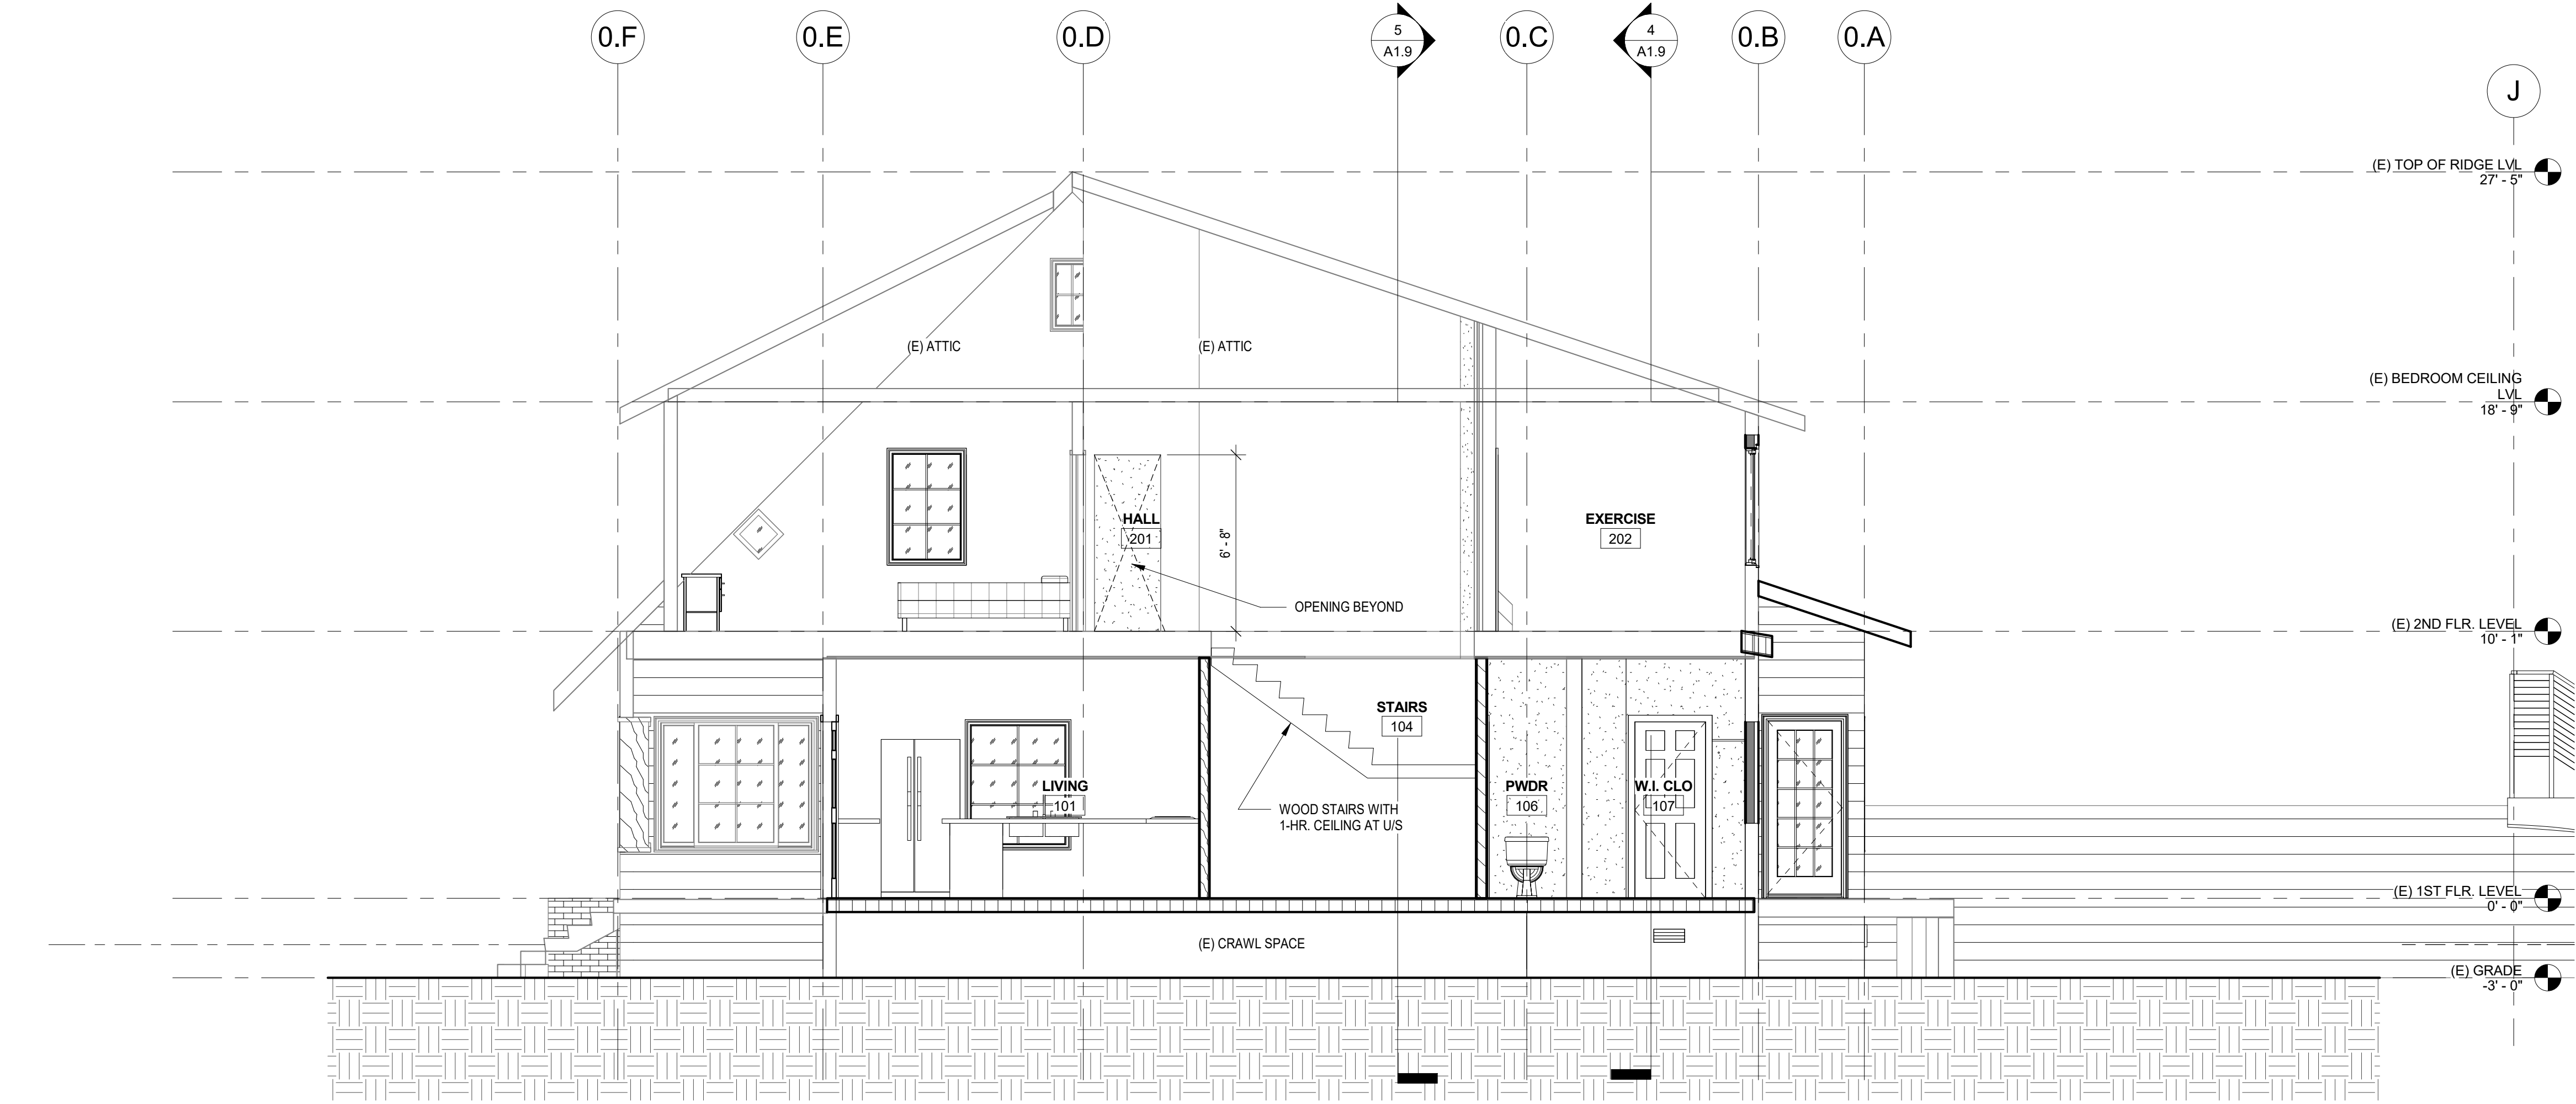 0.F
0.E
0.D
5
A1.9
0.C
4
A1.9
0.B
0.A
J
(E) TOP OF RIDGE LVL
27' - 5"
(E) ATTIC
(E) ATTIC
(E) BEDROOM CEILING
LVL
18' - 9"
HALL
201
6' - 8"
EXERCISE
202
OPENING BEYOND
(E) 2ND FLR. LEVEL
10' - 1"
STAIRS
104
LIVING
101
WOOD STAIRS WITH
1-HR. CEILING AT U/S
PWDR
106
W.I. CLO
107
(E) 1ST FLR. LEVEL
0' - 0"
(E) CRAWL SPACE
(E) GRADE
-3' - 0"